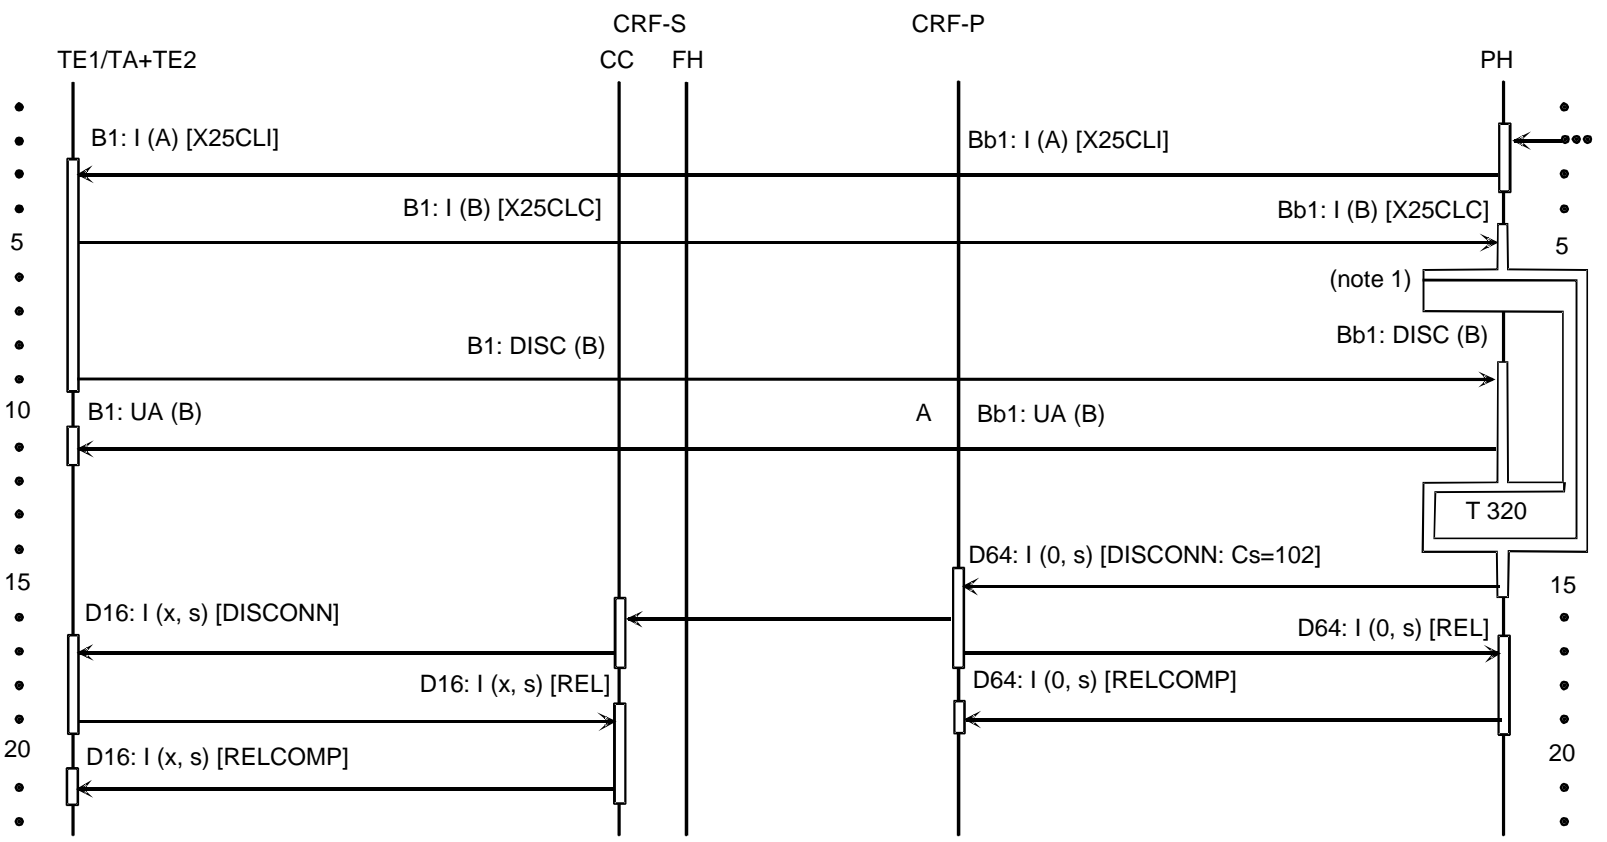 CRF-S CRF-P
TE1/TA+TE2 CC FH PH
B1: I (A) [X25CLI] Bb1: I (A) [X25CLI]
B1: I (B) [X25CLC] Bb1: I (B) [X25CLC]
5 5
(note 1)
B1: DISC (B) Bb1: DISC (B)
10 B1: UA (B) A Bb1: UA (B)
T 320
D64: I (0, s) [DISCONN: Cs=102]
15 15
D16: I (x, s) [DISCONN] D64: I (0, s) [REL]
D16: I (x, s) [REL] D64: I (0, s) [RELCOMP]
20 D16: I (x, s) [RELCOMP] 20